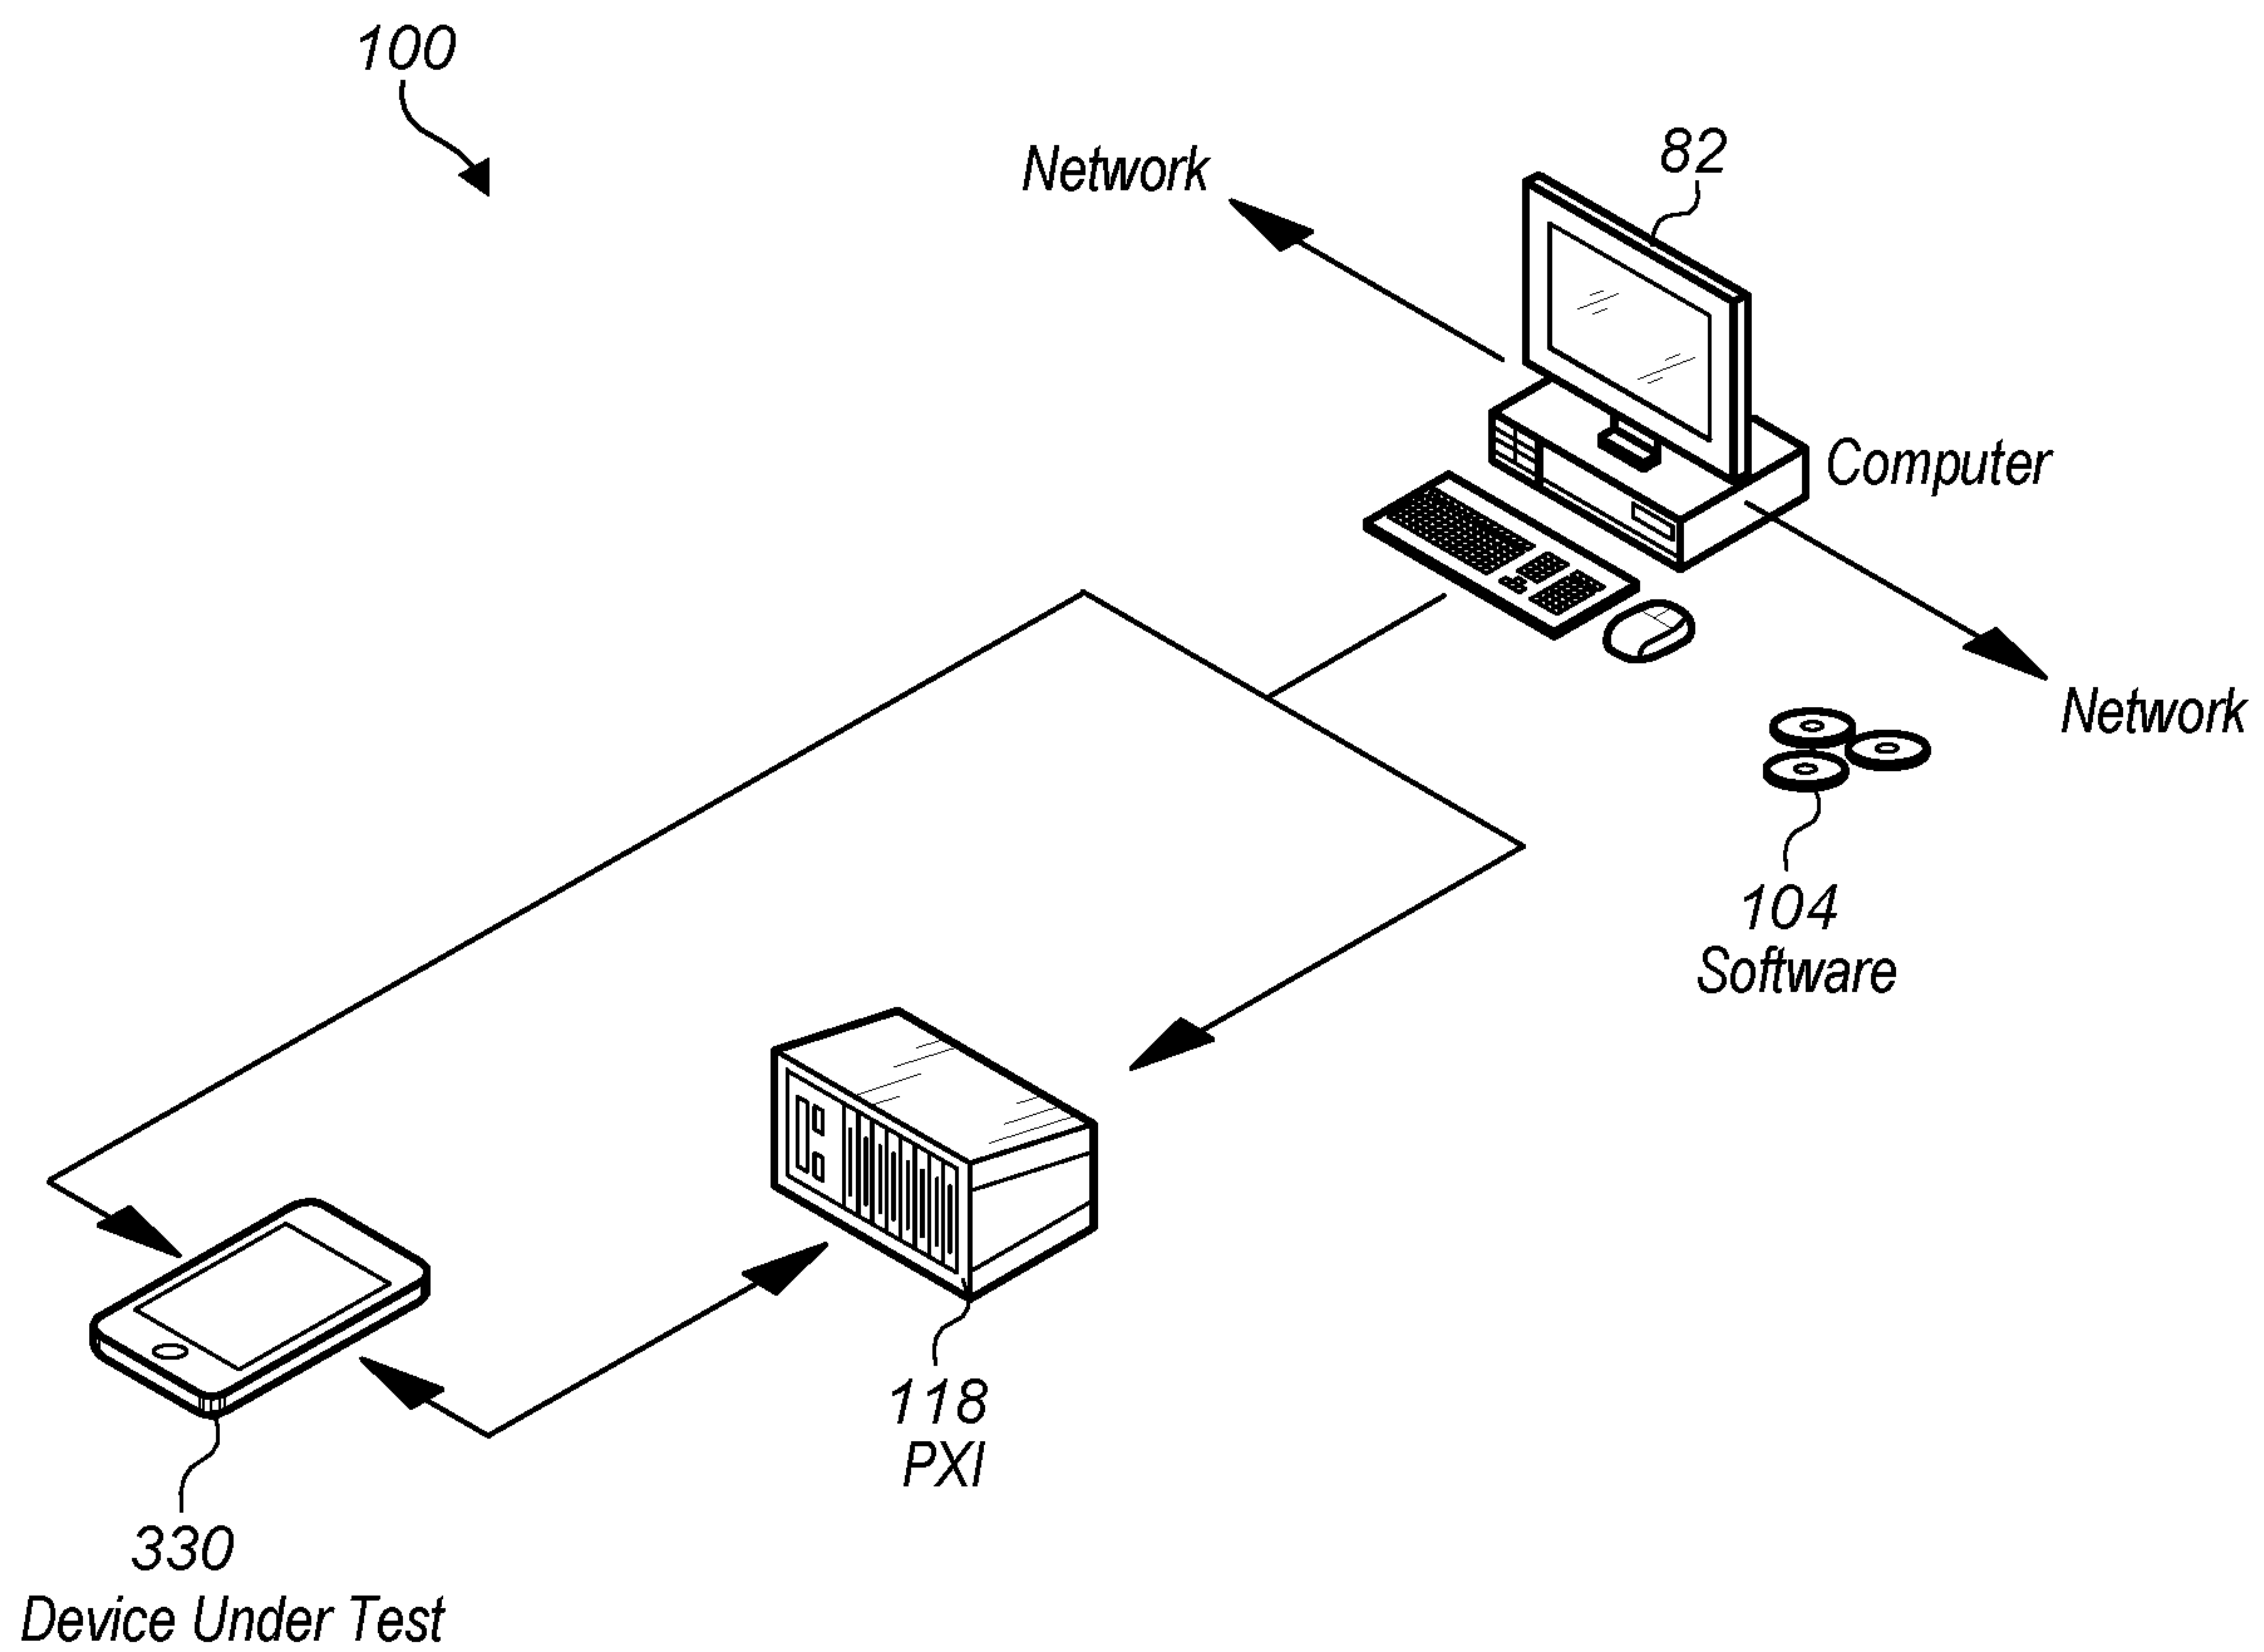 100
82
Network
Computer
Network
104
Software
118
PXI
330
Device Under Test